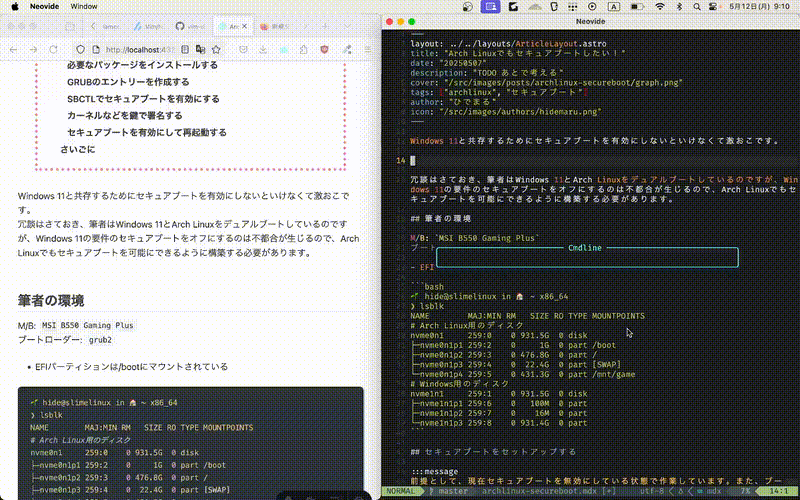 Neovide Window
5月12日(月) 9:10
http://localhost:43
必要なパッケージをインストールする
GRUBのエントリーを作成する
SBCTLでセキュアブートを有効にする
カーネルなどを鍵で署名する
セキュアブートを有効にして再起動する
さいごに
Windows 11と共存するためにセキュアブートを有効にしないといけなくて激おこで
す。
冗談はさておき、筆者はWindows 11とArch Linuxをデュアルブートしているのです
が、Windows 11の要件のセキュアブートをオフにするのは不都合が生じるので、Arch
Linuxでもセキュアブートを可能にできるように構築する必要があります。
筆者の環境
M/B: MSI B550 Gaming Plus
ブートローダー: grub2
• EFIパーティションは/bootにマウントされている
hide@slimelinux in ~ x86_64
❯ lsblk
NAME MAJ:MIN RM SIZE RO TYPE MOUNTPOINTS
# Arch Linux用のディスク
nvme0n1 259:0 0 931.5G 0 disk
├─nvme0n1p1 259:2 0 1G 0 part /boot
├─nvme0n1p2 259:3 0 476.8G 0 part /
├─nvme0n1p3 259:4 0 22.4G 0 part [SWAP]
Neovide
---
layout: ../../layouts/ArticleLayout.astro
title: "Arch Linuxでもセキュアブートしたい！"
date: "20250507"
description: "TODO あとで考える"
cover: "/src/images/posts/archlinux-secureboot/graph.png"
tags: ["archlinux", "セキュアブート"]
author: "ひでまる"
icon: "/src/images/authors/hidemaru.png"
---
Windows 11と共存するためにセキュアブートを有効にしないといけなくて激おこです。
14
冗談はさておき、筆者はWindows 11とArch Linuxをデュアルブートしているのですが、Win
dows 11の要件のセキュアブートをオフにするのは不都合が生じるので、Arch Linuxでもセ
キュアブートを可能にできるように構築する必要があります。
## 筆者の環境
M/B: `MSI B550 Gaming Plus`
ブート
Cmdline
- EFI
```bash
hide@slimelinux in ~ x86_64
❯ lsblk
NAME MAJ:MIN RM SIZE RO TYPE MOUNTPOINTS
# Arch Linux用のディスク
nvme0n1 259:0 0 931.5G 0 disk
├─nvme0n1p1 259:2 0 1G 0 part /boot
├─nvme0n1p2 259:3 0 476.8G 0 part /
├─nvme0n1p3 259:4 0 22.4G 0 part [SWAP]
└─nvme0n1p4 259:5 0 431.3G 0 part /mnt/game
# Windows用のディスク
nvme1n1 259:1 0 931.5G 0 disk
├─nvme1n1p1 259:6 0 100M 0 part
├─nvme1n1p2 259:7 0 16M 0 part
└─nvme1n1p3 259:8 0 931.4G 0 part
```
## セキュアブートをセットアップする
:::message
前提として、現在セキュアブートを無効にしている状態で作業しています。また、ブー
NORMAL master archlinux-secureboot.mdx [+] utf-8 mdx 7% 14:1